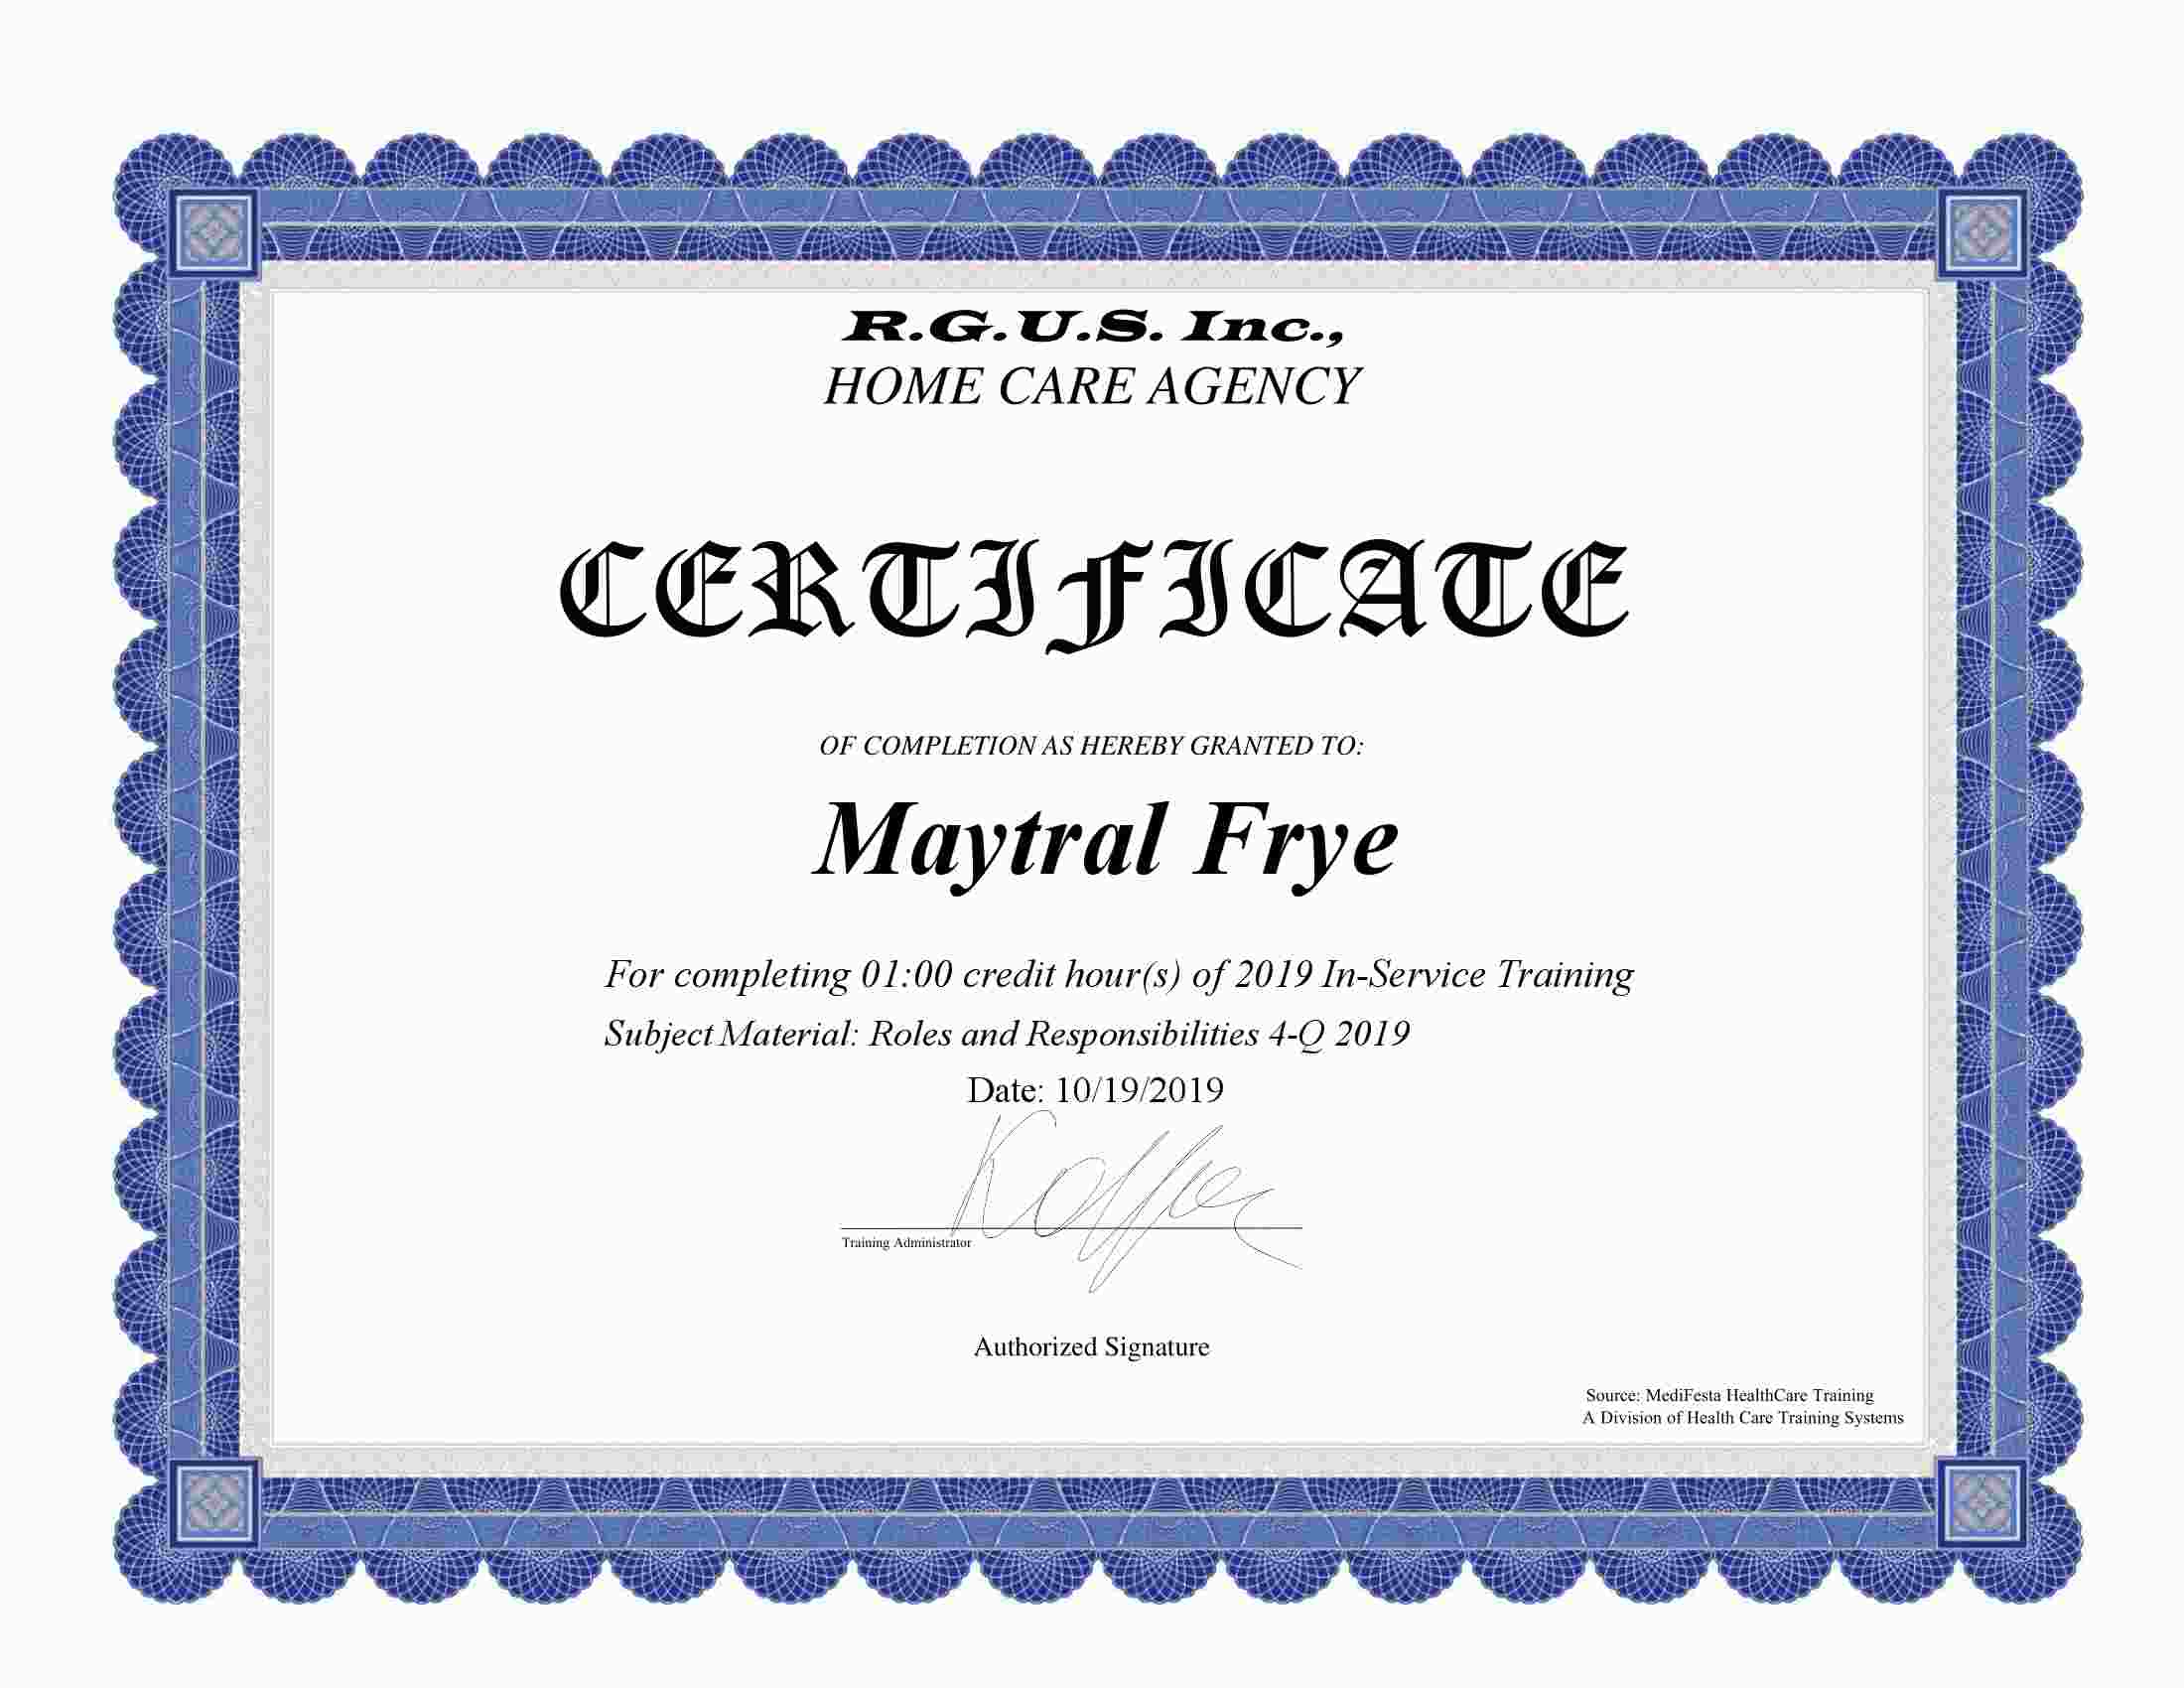 R.G.U.S. Inc.,
HOME CARE AGENCY
CERTIFICATE
OF COMPLETION AS HEREBY GRANTED TO:
Maytral Frye
For completing 01:00 credit hour(s) of 2019 In-Service Training
Subject Material: Roles and Responsibilities 4-Q 2019
Date: 10/19/2019
Training Administrator
Authorized Signature
Source: MediFesta HealthCare Training
A Division of Health Care Training Systems